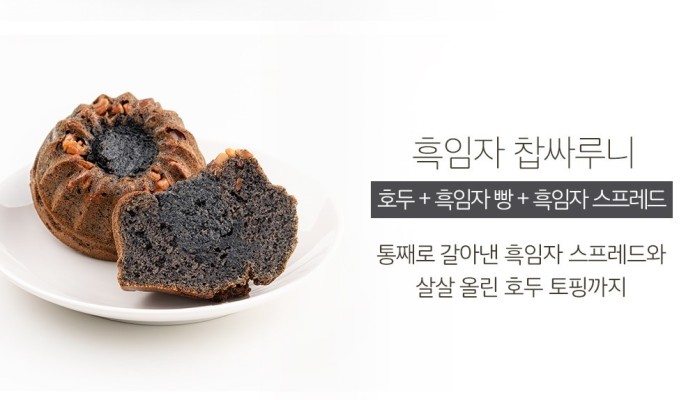 흑임자 찹싸루니
호두 + 흑임자 빵 + 흑임자 스프레드
통째로 갈아낸 흑임자 스프레드와
살살 올린 호두 토핑까지